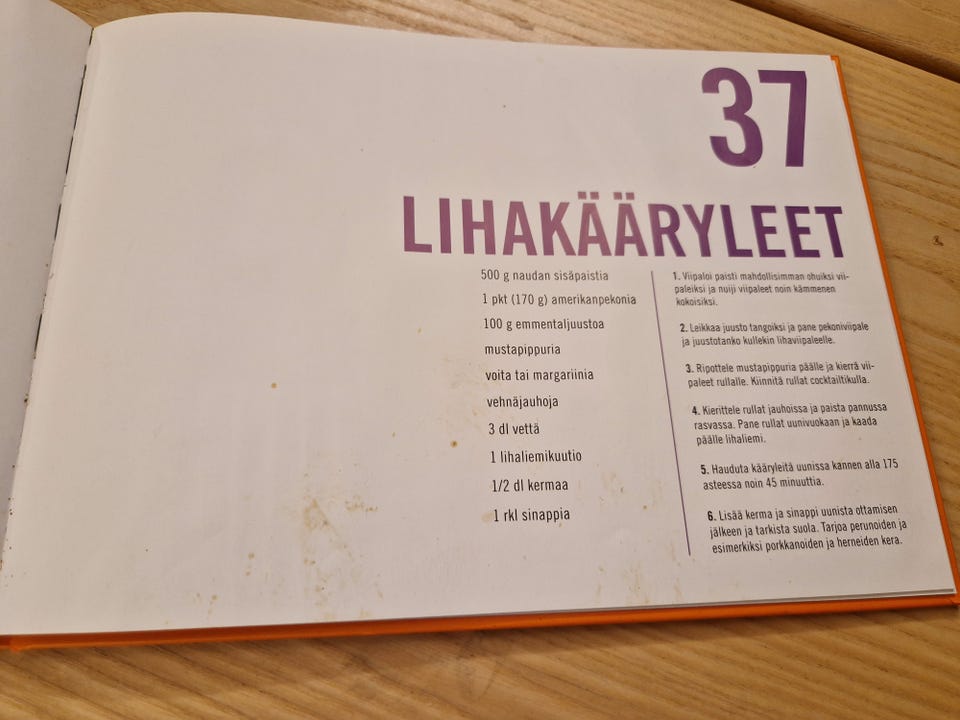 37
LIHAKÄÄRYLEET
500 g naudan sisäpaistia
1 pkt (170 g) amerikanpekonia
100 g emmentaljuustoa
mustapippuria
voita tai margariinia
vehnäjauhoja
3 dl vettä
1 lihaliemikuutio
1/2 dl kermaa
1 rkl sinappia
1. Viipaloi paisti mahdollisimman ohuiksi vii-
paleiksi ja nuiji viipaleet noin kämmenen
kokoisiksi.
2. Leikkaa juusto tangoiksi ja pane pekoniviipale
ja juustotanko kullekin lihaviipaleelle.
3. Ripottele mustapippuria päälle ja kierrä vii-
paleet rullalle. Kiinnitä rullat cocktailtikulla.
4. Kierittele rullat jauhoissa ja paista pannussa
rasvassa. Pane rullat uunivuokaan ja kaada
päälle lihaliemi.
5. Hauduta kääryleitä uunissa kannen alla 175
asteessa noin 45 minuuttia.
6. Lisää kerma ja sinappi uunista ottamisen
jälkeen ja tarkista suola. Tarjoa perunoiden ja
esimerkiksi porkkanoiden ja herneiden kera.